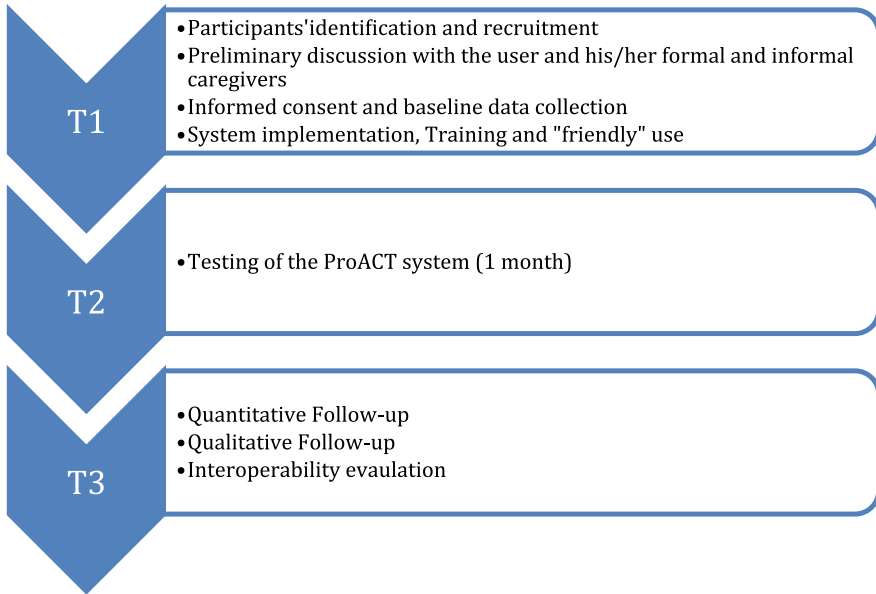 T1
•Participants'identification and recruitment
•Preliminary discussion with the user and his/her formal and informal
caregivers
•Informed consent and baseline data collection
•System implementation, Training and "friendly" use
T2
•Testing of the ProACT system (1 month)
T3
•Quantitative Follow-up
•Qualitative Follow-up
•Interoperability evaulation